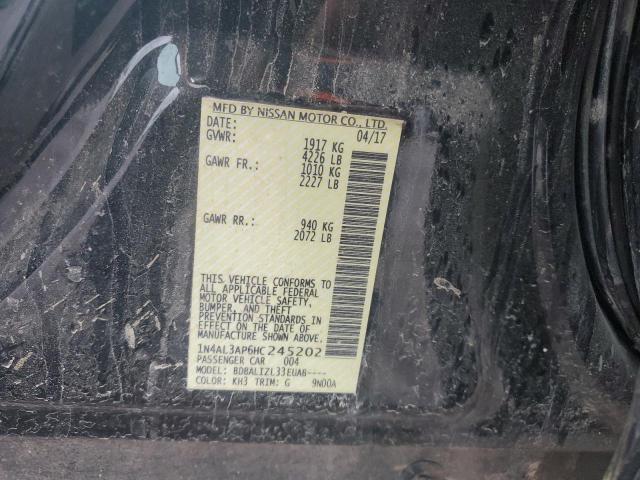 MFD BY NISSAN MOTOR CO., LTD.
DATE: 04/17
GVWR: 1917 KG
4226 LB
GAWR FR.: 1010 KG
2227 LB
GAWR RR.: 940 KG
2072 LB
THIS VEHICLE CONFORMS TO
ALL APPLICABLE FEDERAL
MOTOR VEHICLE SAFETY,
BUMPER, AND THEFT
PREVENTION STANDARDS IN
EFFECT ON THE DATE OF
MANUFACTURE SHOWN ABOVE.
1N4AL3AP6HC245202
PASSENGER CAR 004
MODEL: BDBALIZL33EUA8----
COLOR: KH3 TRIM: G 9N00A